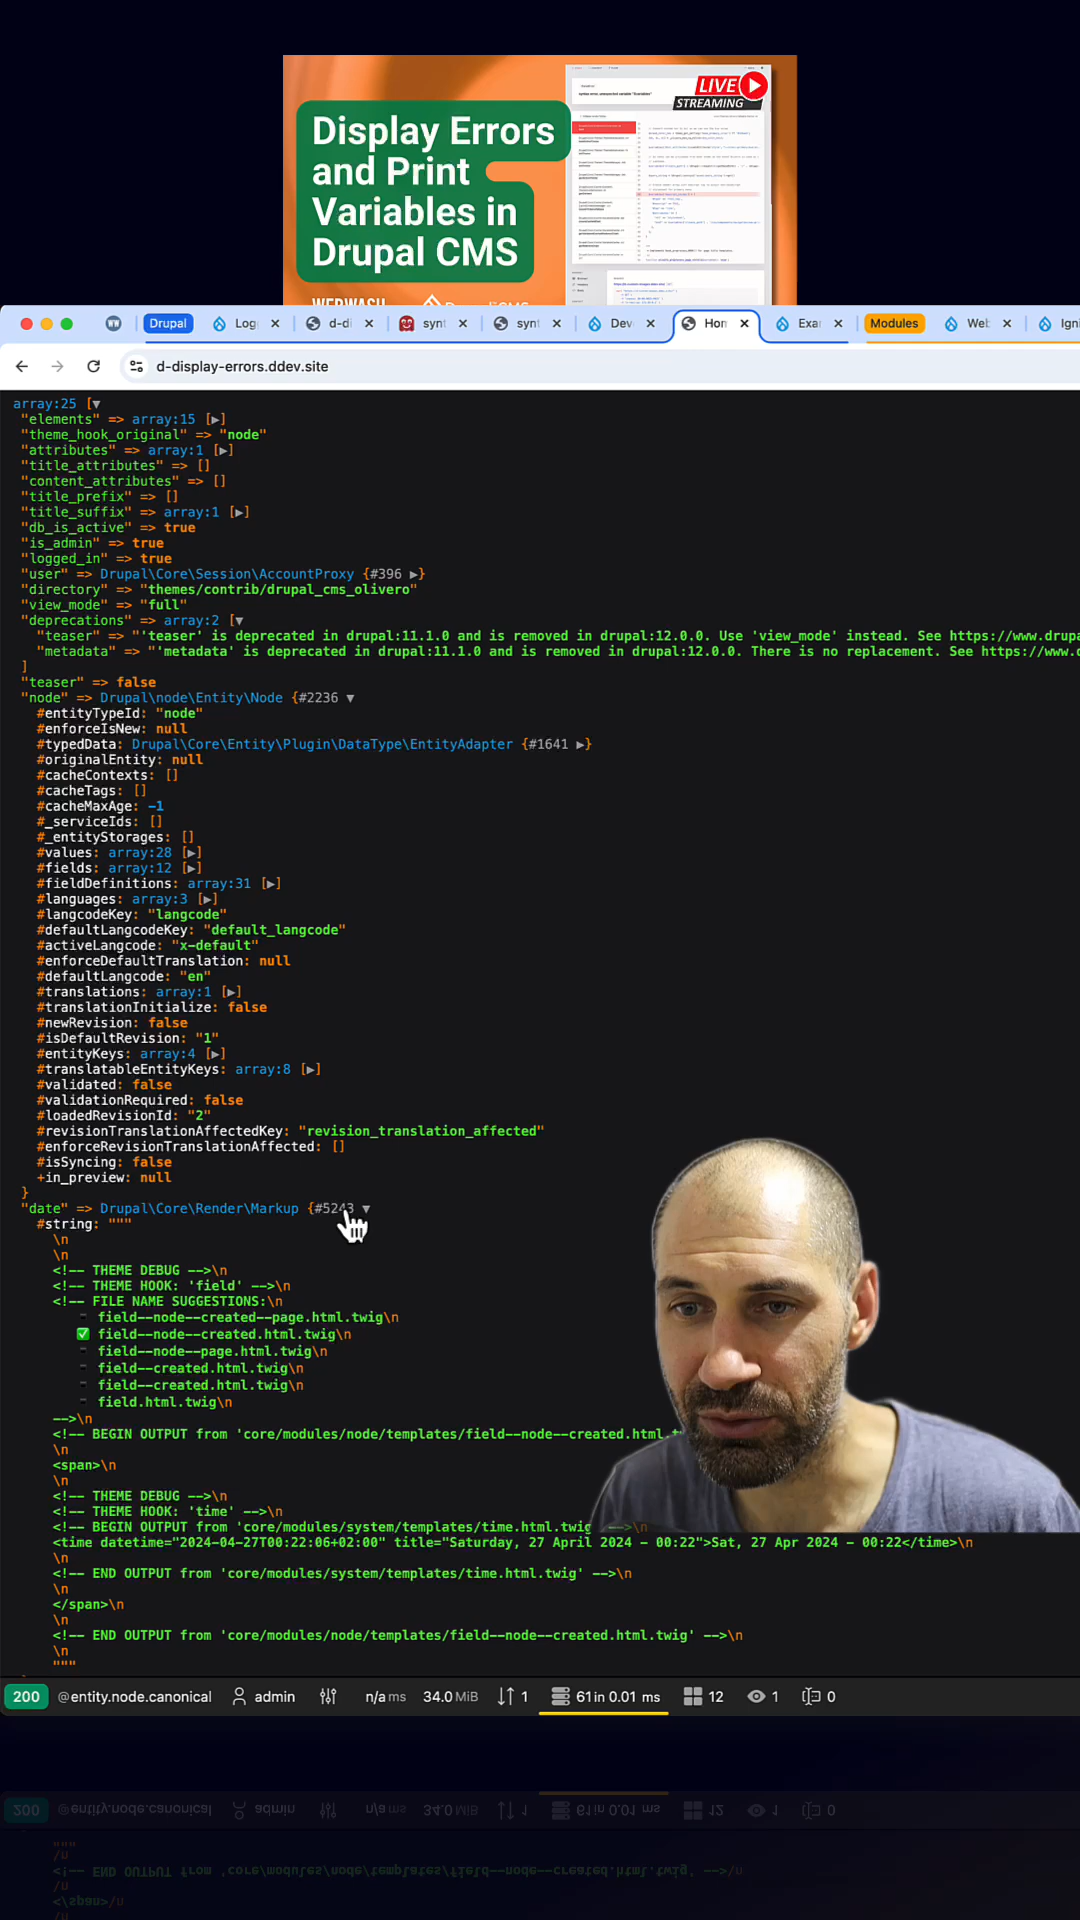 LIVE
STREAMING
Display Errors
and Print
Variables in
Drupal CMS
WEBWASH
Drupal CMS
Drupal
Log
d-di
synt
synt
Dev
Hom
Exar
Modules
Web
Igni
d-display-errors.ddev.site
array:25 [▼
"elements" => array:15 [▶]
"theme_hook_original" => "node"
"attributes" => array:1 [▶]
"title_attributes" => []
"content_attributes" => []
"title_prefix" => []
"title_suffix" => array:1 [▶]
"db_is_active" => true
"is_admin" => true
"logged_in" => true
"user" => Drupal\Core\Session\AccountProxy {#396 ▶}
"directory" => "themes/contrib/drupal_cms_olivero"
"view_mode" => "full"
"deprecations" => array:2 [▼
"teaser" => "'teaser' is deprecated in drupal:11.1.0 and is removed in drupal:12.0.0. Use 'view_mode' instead. See https://www.drupa
"metadata" => "'metadata' is deprecated in drupal:11.1.0 and is removed in drupal:12.0.0. There is no replacement. See https://www.d
]
"teaser" => false
"node" => Drupal\node\Entity\Node {#2236 ▼
#entityTypeId: "node"
#enforceIsNew: null
#typedData: Drupal\Core\Entity\Plugin\DataType\EntityAdapter {#1641 ▶}
#originalEntity: null
#cacheContexts: []
#cacheTags: []
#cacheMaxAge: -1
#_serviceIds: []
#_entityStorages: []
#values: array:28 [▶]
#fields: array:12 [▶]
#fieldDefinitions: array:31 [▶]
#languages: array:3 [▶]
#langcodeKey: "langcode"
#defaultLangcodeKey: "default_langcode"
#activeLangcode: "x-default"
#enforceDefaultTranslation: null
#defaultLangcode: "en"
#translations: array:1 [▶]
#translationInitialize: false
#newRevision: false
#isDefaultRevision: "1"
#entityKeys: array:4 [▶]
#translatableEntityKeys: array:8 [▶]
#validated: false
#validationRequired: false
#loadedRevisionId: "2"
#revisionTranslationAffectedKey: "revision_translation_affected"
#enforceRevisionTranslationAffected: []
#isSyncing: false
+in_preview: null
}
"date" => Drupal\Core\Render\Markup {#5243 ▼
#string: """
\n
\n
<!-- THEME DEBUG -->\n
<!-- THEME HOOK: 'field' -->\n
<!-- FILE NAME SUGGESTIONS:\n
field--node--created--page.html.twig\n
✅ field--node--created.html.twig\n
field--node--page.html.twig\n
field--created.html.twig\n
field--created.html.twig\n
field.html.twig\n
-->\n
<!-- BEGIN OUTPUT from 'core/modules/node/templates/field--node--created.html.tw
\n
<span>\n
\n
<!-- THEME DEBUG -->\n
<!-- THEME HOOK: 'time' -->\n
<!-- BEGIN OUTPUT from 'core/modules/system/templates/time.html.twig' -->\n
<time datetime="2024-04-27T00:22:06+02:00" title="Saturday, 27 April 2024 - 00:22">Sat, 27 Apr 2024 - 00:22</time>\n
\n
<!-- END OUTPUT from 'core/modules/system/templates/time.html.twig' -->\n
\n
</span>\n
\n
<!-- END OUTPUT from 'core/modules/node/templates/field--node--created.html.twig' -->\n
\n
"""
200 @entity.node.canonical admin n/a ms 34.0 MiB 1 61 in 0.01 ms 12 1 0